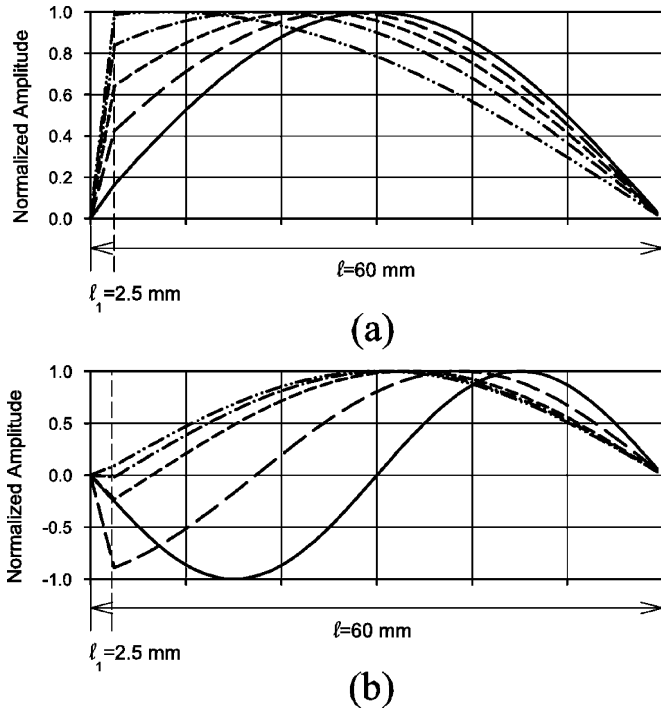 Normalized Amplitude
1.0
0.8
0.6
0.4
0.2
0.0
ℓ=60 mm
ℓ1=2.5 mm
(a)
Normalized Amplitude
1.0
0.5
0.0
-0.5
-1.0
ℓ=60 mm
ℓ1=2.5 mm
(b)